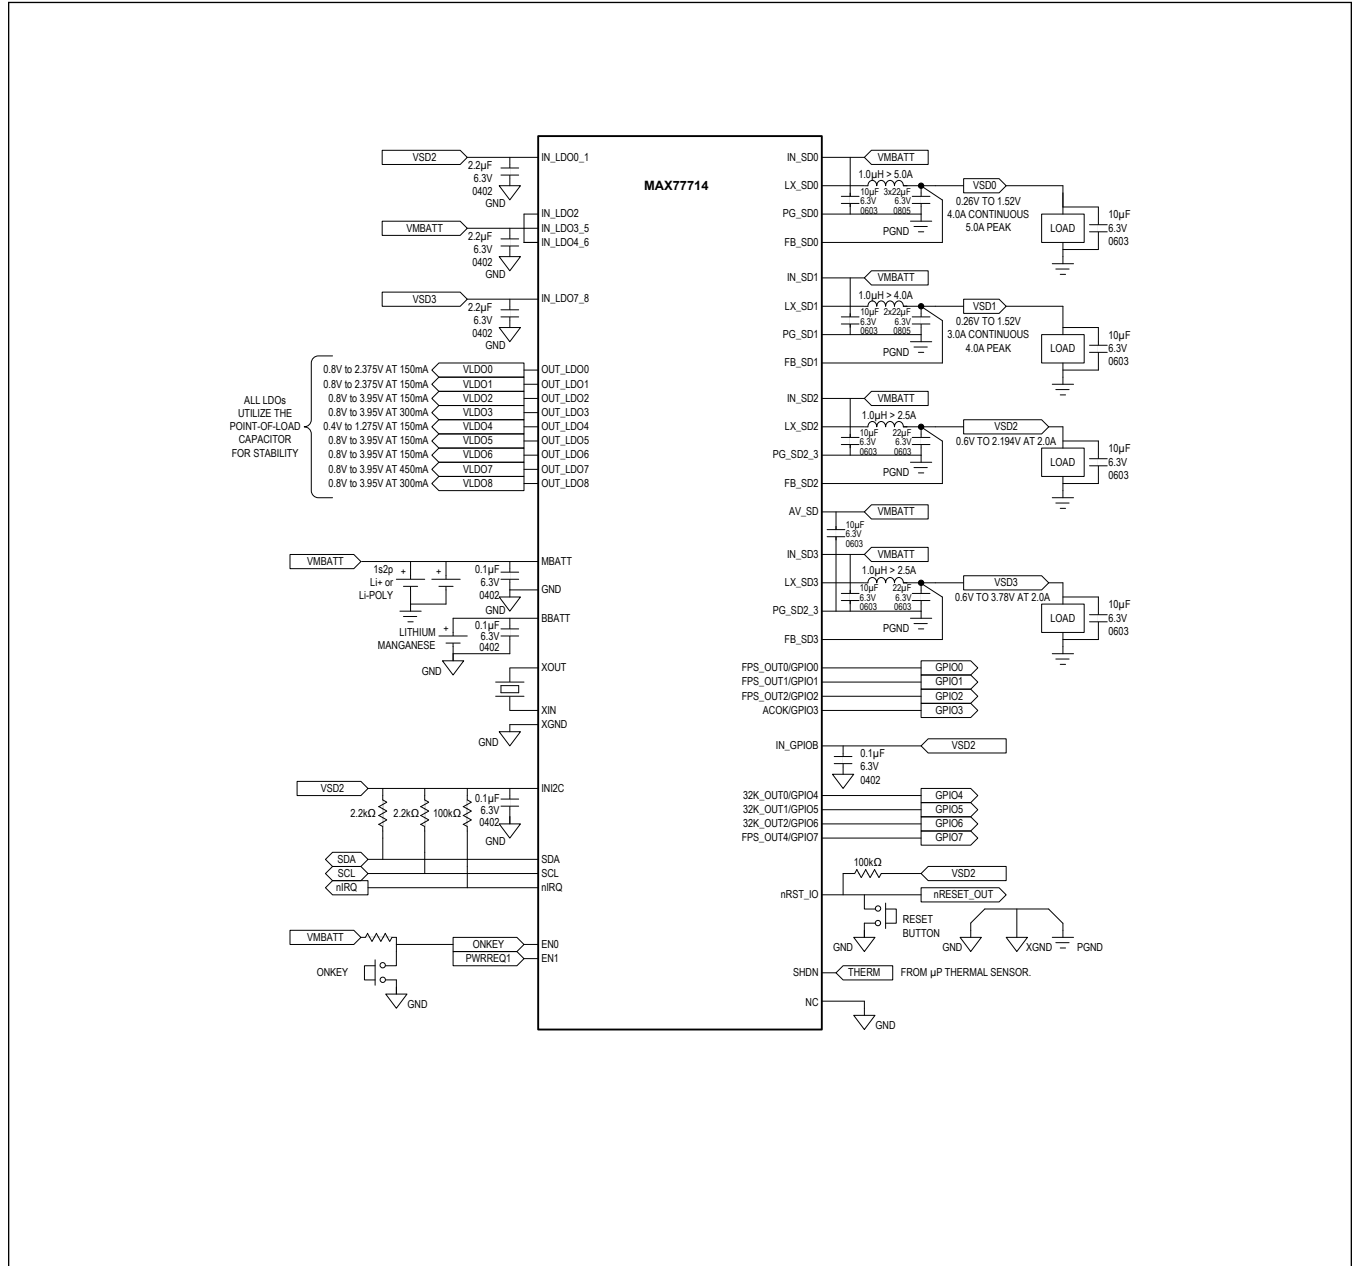 MAX77714
VSD2
2.2µF
6.3V
0402
GND
IN_LDO0_1
VMBATT
2.2µF
6.3V
0402
GND
IN_LDO2
IN_LDO3_5
IN_LDO4_6
VSD3
2.2µF
6.3V
0402
GND
IN_LDO7_8
ALL LDOs
UTILIZE THE
POINT-OF-LOAD
CAPACITOR
FOR STABILITY
0.8V to 2.375V AT 150mA VLDO0 OUT_LDO0
0.8V to 2.375V AT 150mA VLDO1 OUT_LDO1
0.8V to 3.95V AT 150mA VLDO2 OUT_LDO2
0.8V to 3.95V AT 300mA VLDO3 OUT_LDO3
0.4V to 1.275V AT 150mA VLDO4 OUT_LDO4
0.8V to 3.95V AT 150mA VLDO5 OUT_LDO5
0.8V to 3.95V AT 150mA VLDO6 OUT_LDO6
0.8V to 3.95V AT 450mA VLDO7 OUT_LDO7
0.8V to 3.95V AT 300mA VLDO8 OUT_LDO8
VMBATT
1s2p
Li+ or
Li-POLY
+
+
0.1µF
6.3V
0402
GND
MBATT
GND
LITHIUM
MANGANESE
+
0.1µF
6.3V
0402
GND
BBATT
XOUT
XIN
XGND
GND
VSD2
2.2kΩ
2.2kΩ
100kΩ
0.1µF
6.3V
0402
GND
INI2C
SDA SDA
SCL SCL
nIRQ nIRQ
VMBATT
ONKEY
GND
ONKEY EN0
PWRREQ1 EN1
IN_SD0 VMBATT
LX_SD0 1.0µH > 5.0A
PG_SD0
FB_SD0
10µF
6.3V
0603
3x22µF
6.3V
0805
PGND
VSD0
0.26V TO 1.52V
4.0A CONTINUOUS
5.0A PEAK
LOAD
10µF
6.3V
0603
IN_SD1 VMBATT
LX_SD1 1.0µH > 4.0A
PG_SD1
FB_SD1
10µF
6.3V
0603
2x22µF
6.3V
0805
PGND
VSD1
0.26V TO 1.52V
3.0A CONTINUOUS
4.0A PEAK
LOAD
10µF
6.3V
0603
IN_SD2 VMBATT
LX_SD2 1.0µH > 2.5A
PG_SD2_3
FB_SD2
10µF
6.3V
0603
22µF
6.3V
0603
PGND
VSD2
0.6V TO 2.194V AT 2.0A
LOAD
10µF
6.3V
0603
AV_SD VMBATT
10µF
6.3V
0603
IN_SD3 VMBATT
LX_SD3 1.0µH > 2.5A
PG_SD2_3
FB_SD3
10µF
6.3V
0603
22µF
6.3V
0603
PGND
VSD3
0.6V TO 3.78V AT 2.0A
LOAD
10µF
6.3V
0603
FPS_OUT0/GPIO0 GPIO0
FPS_OUT1/GPIO1 GPIO1
FPS_OUT2/GPIO2 GPIO2
ACOK/GPIO3 GPIO3
IN_GPIOB VSD2
0.1µF
6.3V
0402
32K_OUT0/GPIO4 GPIO4
32K_OUT1/GPIO5 GPIO5
32K_OUT2/GPIO6 GPIO6
FPS_OUT4/GPIO7 GPIO7
100kΩ
VSD2
nRST_IO nRESET_OUT
RESET
BUTTON
GND
GND
XGND
PGND
SHDN THERM FROM µP THERMAL SENSOR.
NC
GND